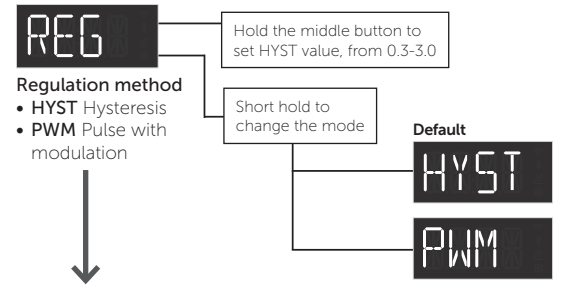 REG
Hold the middle button to
set HYST value, from 0.3-3.0
Regulation method
• HYST Hysteresis
• PWM Pulse with
modulation
Short hold to
change the mode
Default
HYST
PWM